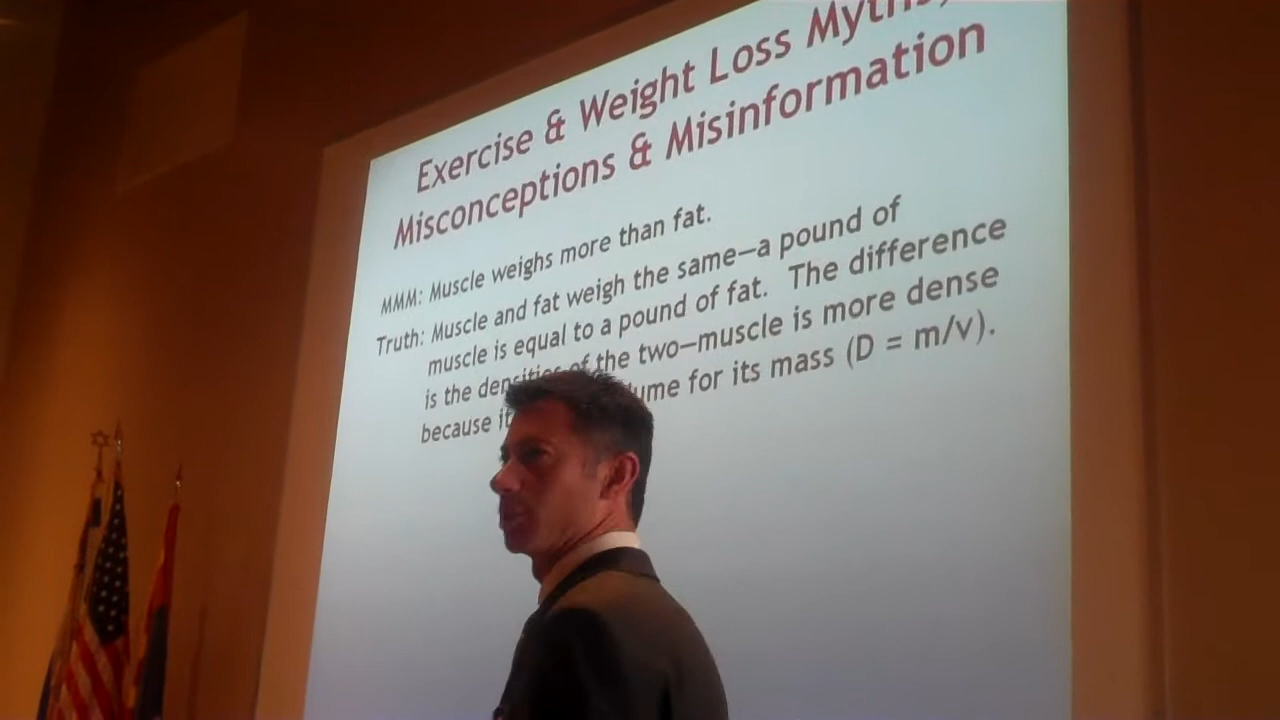 Exercise & Weight Loss Myths,
Misconceptions & Misinformation
MMM: Muscle weighs more than fat.
Truth: Muscle and fat weigh the same—a pound of
muscle is equal to a pound of fat. The difference
is the densities of the two—muscle is more dense
because it for its mass (D = m/v).